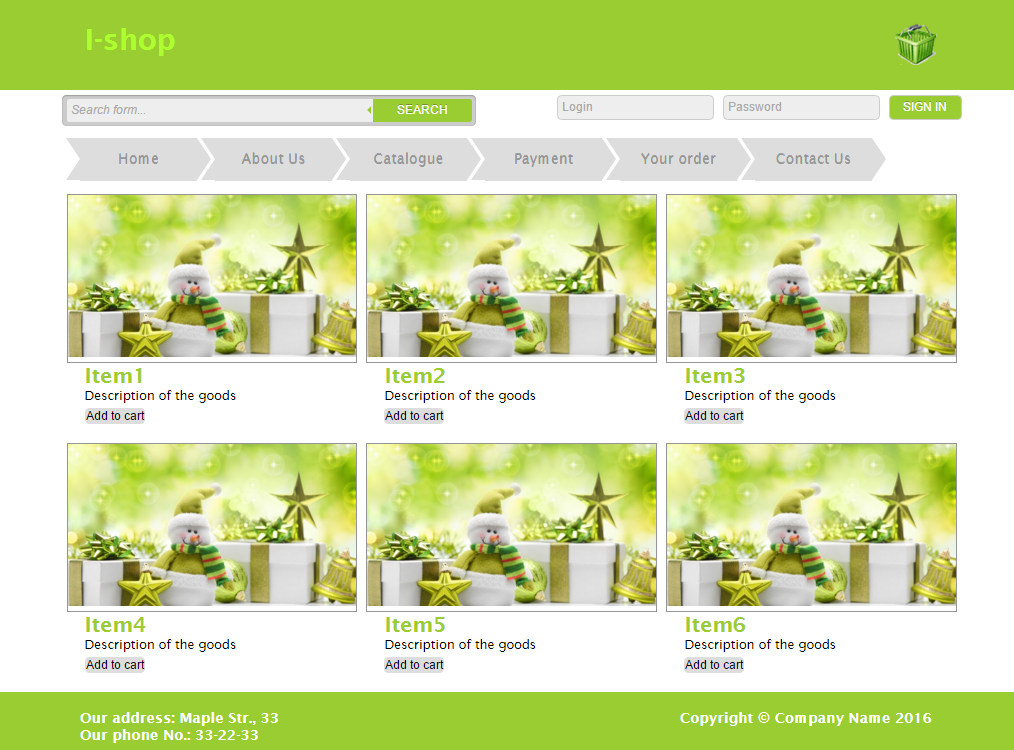 I-shop
Search form...
SEARCH
Login
Password
SIGN IN
Home
About Us
Catalogue
Payment
Your order
Contact Us
Item1
Description of the goods
Add to cart
Item2
Description of the goods
Add to cart
Item3
Description of the goods
Add to cart
Item4
Description of the goods
Add to cart
Item5
Description of the goods
Add to cart
Item6
Description of the goods
Add to cart
Our address: Maple Str., 33
Our phone No.: 33-22-33
Copyright © Company Name 2016